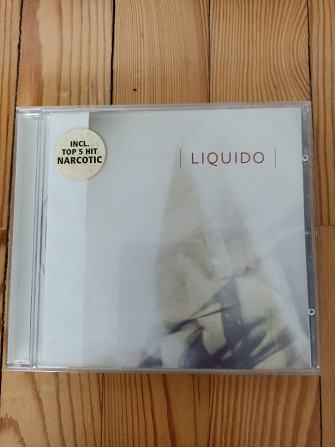 INCL.
TOP 5 HIT
NARCOTIC
| LIQUIDO |